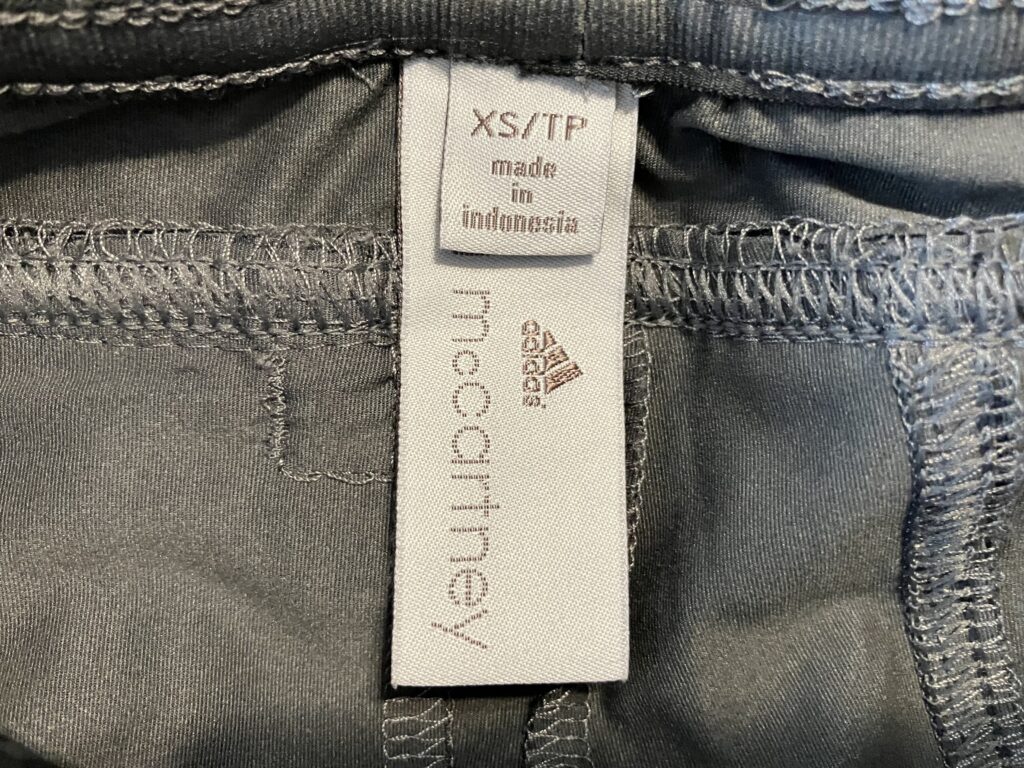 XS/TP
made
in
indonesia
adidas
mccartney